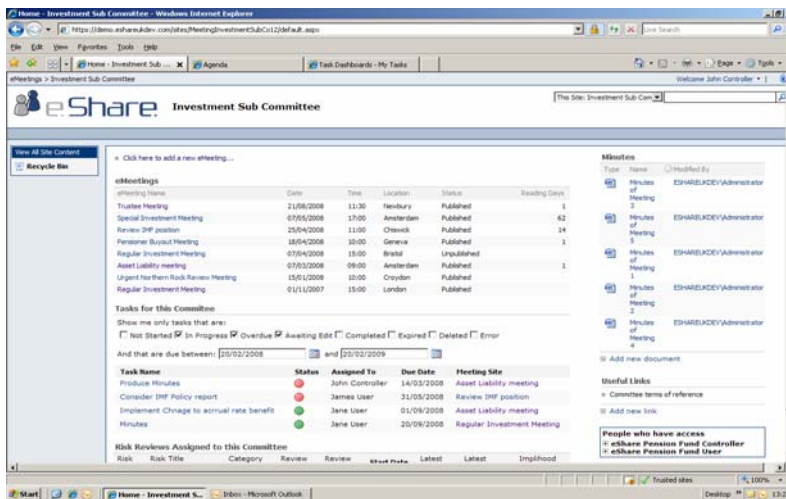 Home - Investment Sub Committee - Windows Internet Explorer
https://demo.eshareukdev.com/sites/MeetingInvestmentSubCo12/default.aspx
Live Search
File Edit View Favorites Tools Help
Home - Investment Sub ... Agenda Task Dashboards - My Tasks
Page Tools
eMeetings > Investment Sub Committee
Welcome John Controller
eShare Investment Sub Committee
This Site: Investment Sub Com
View All Site Content
Recycle Bin
Click here to add a new eMeeting...
eMeetings
eMeeting Name Date Time Location Status Reading Days
Trustee Meeting 21/08/2008 11:30 Newbury Published 1
Special Investment Meeting 07/05/2008 17:00 Amsterdam Published 62
Review IMF position 25/04/2008 11:00 Chiswick Published 14
Pensioner Buyout Meeting 18/04/2008 10:00 Geneva Published 1
Regular Investment Meeting 07/04/2008 15:00 Bristol Unpublished
Asset Liability meeting 07/03/2008 09:00 Amsterdam Published 1
Urgent Northern Rock Review Meeting 15/01/2008 10:00 Croydon Published
Regular Investment Meeting 01/11/2007 15:00 London Published
Tasks for this Commitee
Show me only tasks that are:
Not Started In Progress Overdue Awaiting Edit Completed Expired Deleted Error
And that are due between: 20/02/2008 and 20/02/2009
Task Name Status Assigned To Due Date Meeting Site
Produce Minutes John Controller 14/03/2008 Asset Liability meeting
Consider IMF Policy report James User 31/05/2008 Review IMF position
Implement Chnage to accrual rate benefit Jane User 01/09/2008 Asset Liability meeting
Minutes Jane User 20/09/2008 Regular Investment Meeting
Risk Reviews Assigned to this Committee
Risk Risk Title Category Review Review Start Date Latest Latest Implihood
Minutes
Type Name Modified By
Minutes of Meeting 3 ESHAREUKDEV\Administrator
Minutes of Meeting 5 ESHAREUKDEV\Administrator
Minutes of Meeting 1 ESHAREUKDEV\Administrator
Minutes of Meeting 2 ESHAREUKDEV\Administrator
Minutes of Meeting 4 ESHAREUKDEV\Administrator
Add new document
Useful Links
Committee terms of reference
Add new link
People who have access
eShare Pension Fund Controller
eShare Pension Fund User
Trusted sites 100%
Start Home - Investment S... Inbox - Microsoft Outlook Desktop